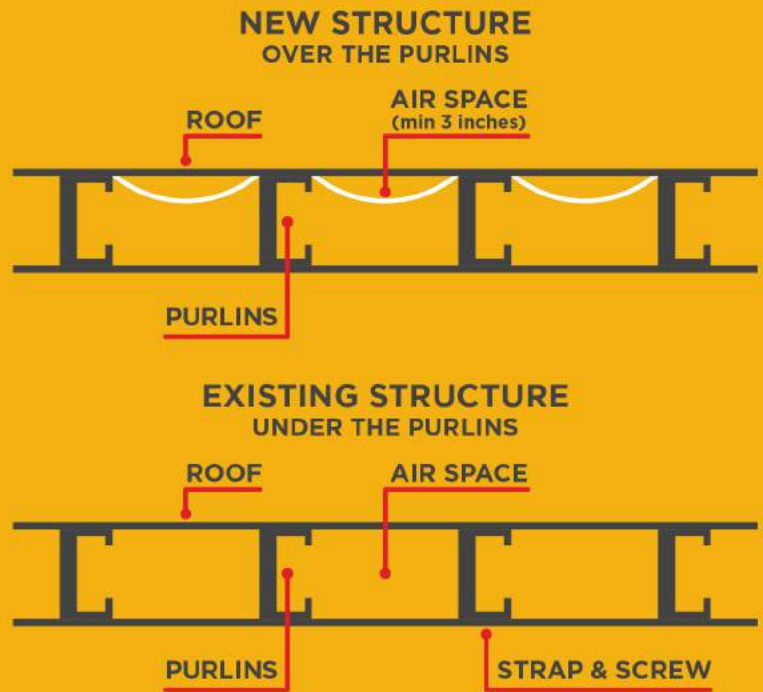 NEW STRUCTURE
OVER THE PURLINS
ROOF
AIR SPACE
(min 3 inches)
PURLINS
EXISTING STRUCTURE
UNDER THE PURLINS
ROOF
AIR SPACE
PURLINS
STRAP & SCREW